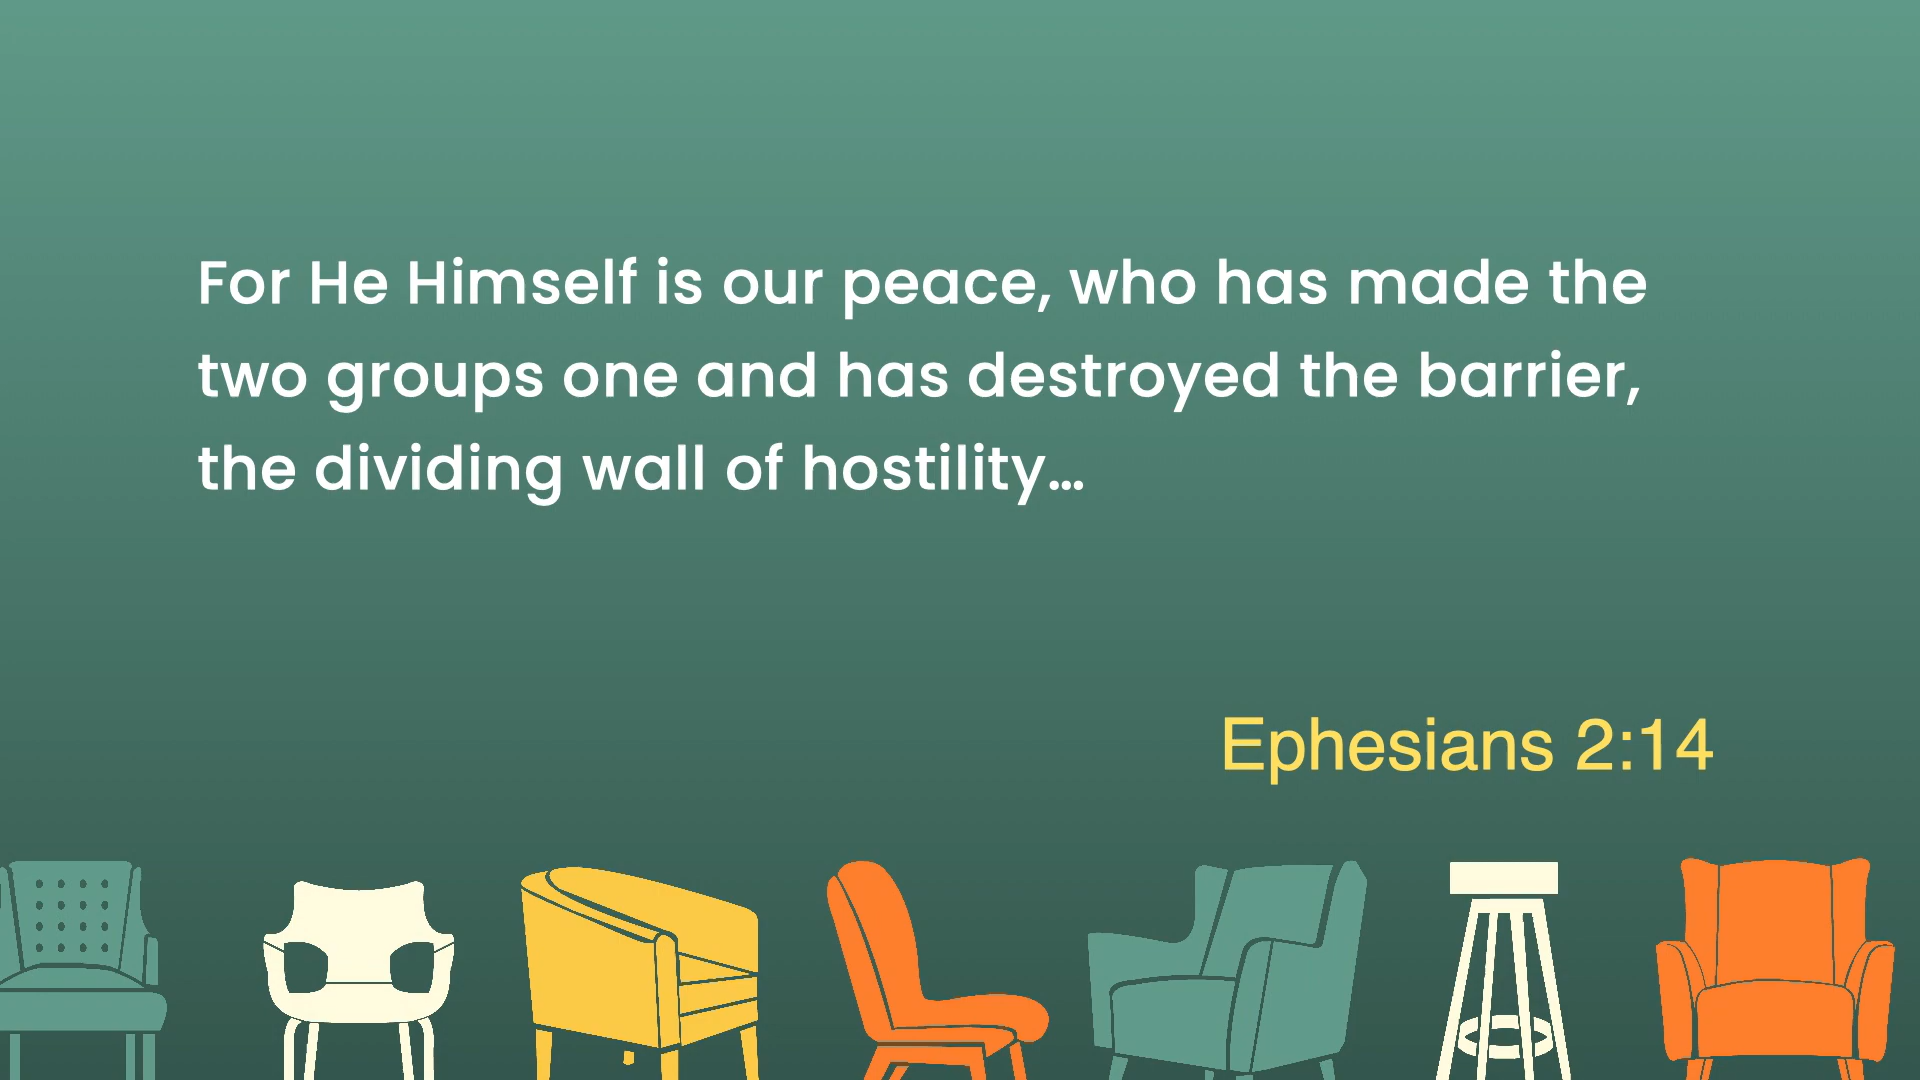 For He Himself is our peace, who has made the
two groups one and has destroyed the barrier,
the dividing wall of hostility…
Ephesians 2:14